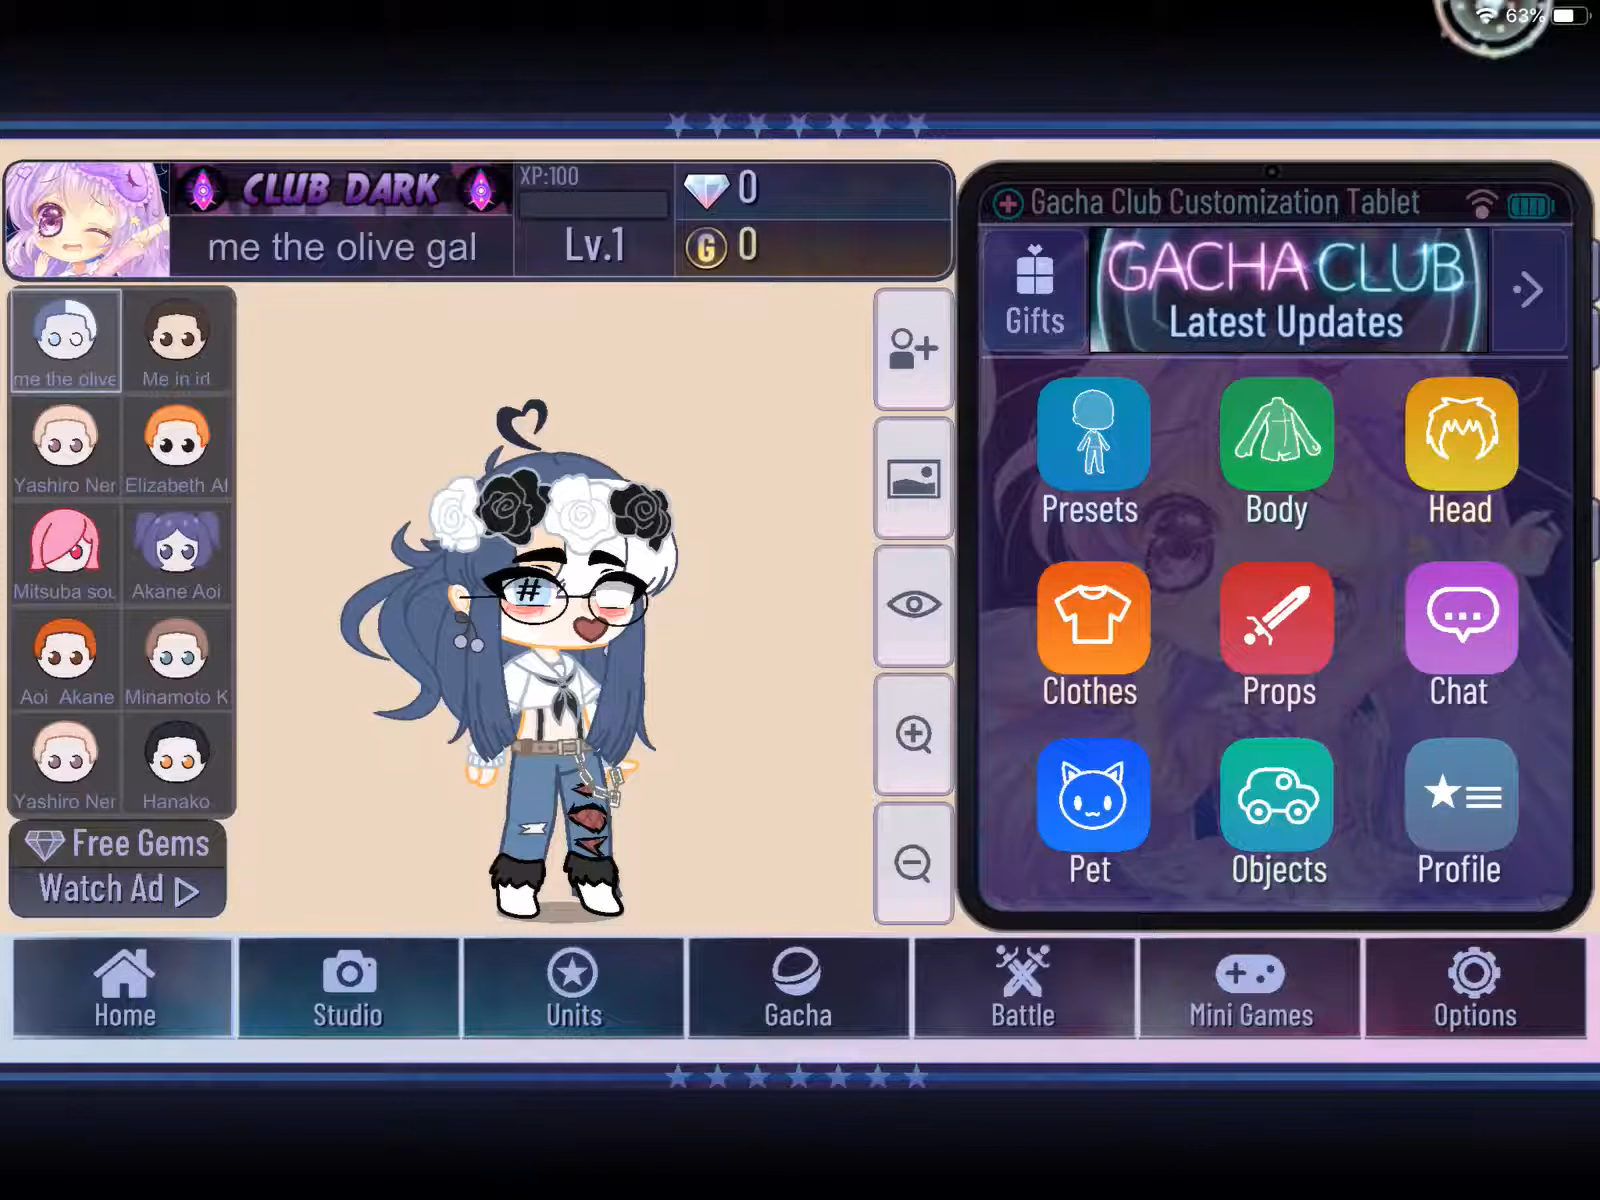 63%
CLUB DARK
me the olive gal
XP:100
Lv.1
0
G 0
Gacha Club Customization Tablet
Gifts
GACHA CLUB
Latest Updates
me the olive
Me in irl
Yashiro Ner
Elizabeth Al
Mitsuba sou
Akane Aoi
Aoi Akane
Minamoto K
Yashiro Ner
Hanako
Free Gems
Watch Ad
#
Presets
Body
Head
Clothes
Props
Chat
Pet
Objects
Profile
Home
Studio
Units
Gacha
Battle
Mini Games
Options